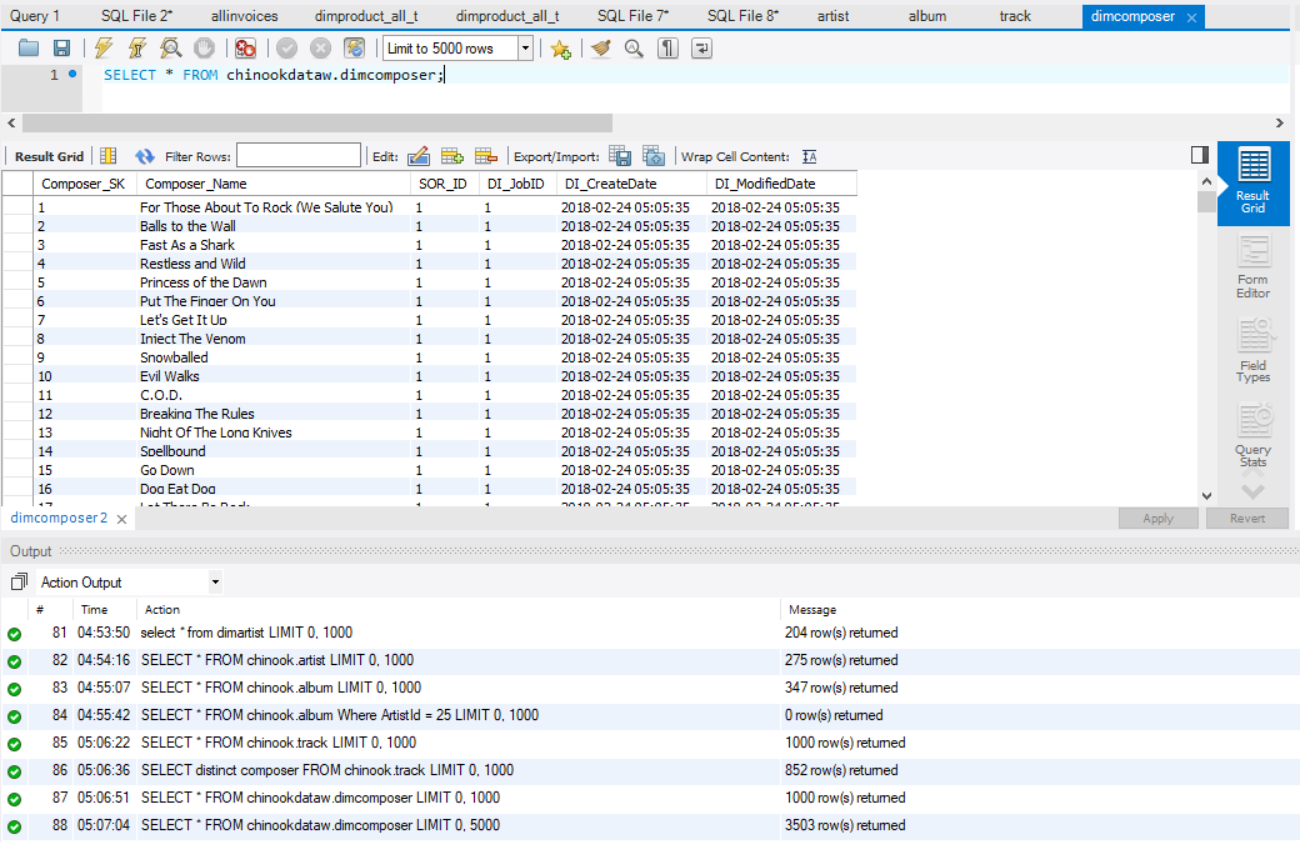 Query 1 SQL File 2* allinvoices dimproduct_all_t dimproduct_all_t SQL File 7* SQL File 8* artist album track dimcomposer
Limit to 5000 rows
1 SELECT * FROM chinookdataw.dimcomposer;
Result Grid Filter Rows: Edit: Export/Import: Wrap Cell Content: IA
Composer_SK Composer_Name SOR_ID DI_JobID DI_CreateDate DI_ModifiedDate
1 For Those About To Rock (We Salute You) 1 1 2018-02-24 05:05:35 2018-02-24 05:05:35
2 Balls to the Wall 1 1 2018-02-24 05:05:35 2018-02-24 05:05:35
3 Fast As a Shark 1 1 2018-02-24 05:05:35 2018-02-24 05:05:35
4 Restless and Wild 1 1 2018-02-24 05:05:35 2018-02-24 05:05:35
5 Princess of the Dawn 1 1 2018-02-24 05:05:35 2018-02-24 05:05:35
6 Put The Finger On You 1 1 2018-02-24 05:05:35 2018-02-24 05:05:35
7 Let's Get It Up 1 1 2018-02-24 05:05:35 2018-02-24 05:05:35
8 Inject The Venom 1 1 2018-02-24 05:05:35 2018-02-24 05:05:35
9 Snowballed 1 1 2018-02-24 05:05:35 2018-02-24 05:05:35
10 Evil Walks 1 1 2018-02-24 05:05:35 2018-02-24 05:05:35
11 C.O.D. 1 1 2018-02-24 05:05:35 2018-02-24 05:05:35
12 Breaking The Rules 1 1 2018-02-24 05:05:35 2018-02-24 05:05:35
13 Night Of The Long Knives 1 1 2018-02-24 05:05:35 2018-02-24 05:05:35
14 Spellbound 1 1 2018-02-24 05:05:35 2018-02-24 05:05:35
15 Go Down 1 1 2018-02-24 05:05:35 2018-02-24 05:05:35
16 Dog Eat Dog 1 1 2018-02-24 05:05:35 2018-02-24 05:05:35
Result
Grid
Form
Editor
Field
Types
Query
Stats
dimcomposer 2 Apply Revert
Output
Action Output
# Time Action Message
81 04:53:50 select * from dimartist LIMIT 0, 1000 204 row(s) returned
82 04:54:16 SELECT * FROM chinook.artist LIMIT 0, 1000 275 row(s) returned
83 04:55:07 SELECT * FROM chinook.album LIMIT 0, 1000 347 row(s) returned
84 04:55:42 SELECT * FROM chinook.album Where ArtistId = 25 LIMIT 0, 1000 0 row(s) returned
85 05:06:22 SELECT * FROM chinook.track LIMIT 0, 1000 1000 row(s) returned
86 05:06:36 SELECT distinct composer FROM chinook.track LIMIT 0, 1000 852 row(s) returned
87 05:06:51 SELECT * FROM chinookdataw.dimcomposer LIMIT 0, 1000 1000 row(s) returned
88 05:07:04 SELECT * FROM chinookdataw.dimcomposer LIMIT 0, 5000 3503 row(s) returned